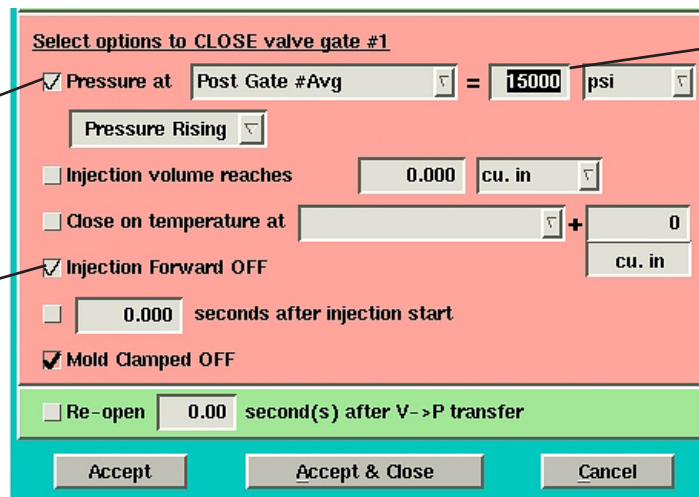 Select options to CLOSE valve gate #1
Pressure at Post Gate #Avg = 15000 psi
Pressure Rising
Injection volume reaches 0.000 cu. in
Close on temperature at + 0
cu. in
Injection Forward OFF
0.000 seconds after injection start
Mold Clamped OFF
Re-open 0.00 second(s) after V->P transfer
Accept Accept & Close Cancel